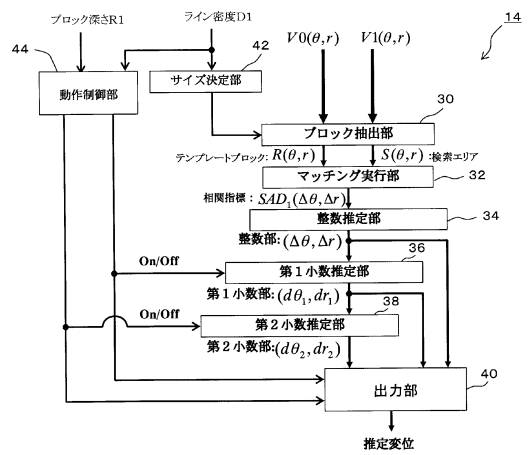 ブロック深さR1
ライン密度D1
V0(θ,r)
V1(θ,r)
14
44
42
動作制御部
サイズ決定部
30
ブロック抽出部
テンプレートブロック: R(θ,r)
S(θ,r) :検索エリア
マッチング実行部
32
相関指標: SAD₁(Δθ,Δr)
整数推定部
34
整数部:(Δθ,Δr)
36
On/Off
第1小数推定部
第1小数部:(dθ₁,dr₁)
On/Off
38
第2小数推定部
第2小数部:(dθ₂,dr₂)
出力部
40
推定変位